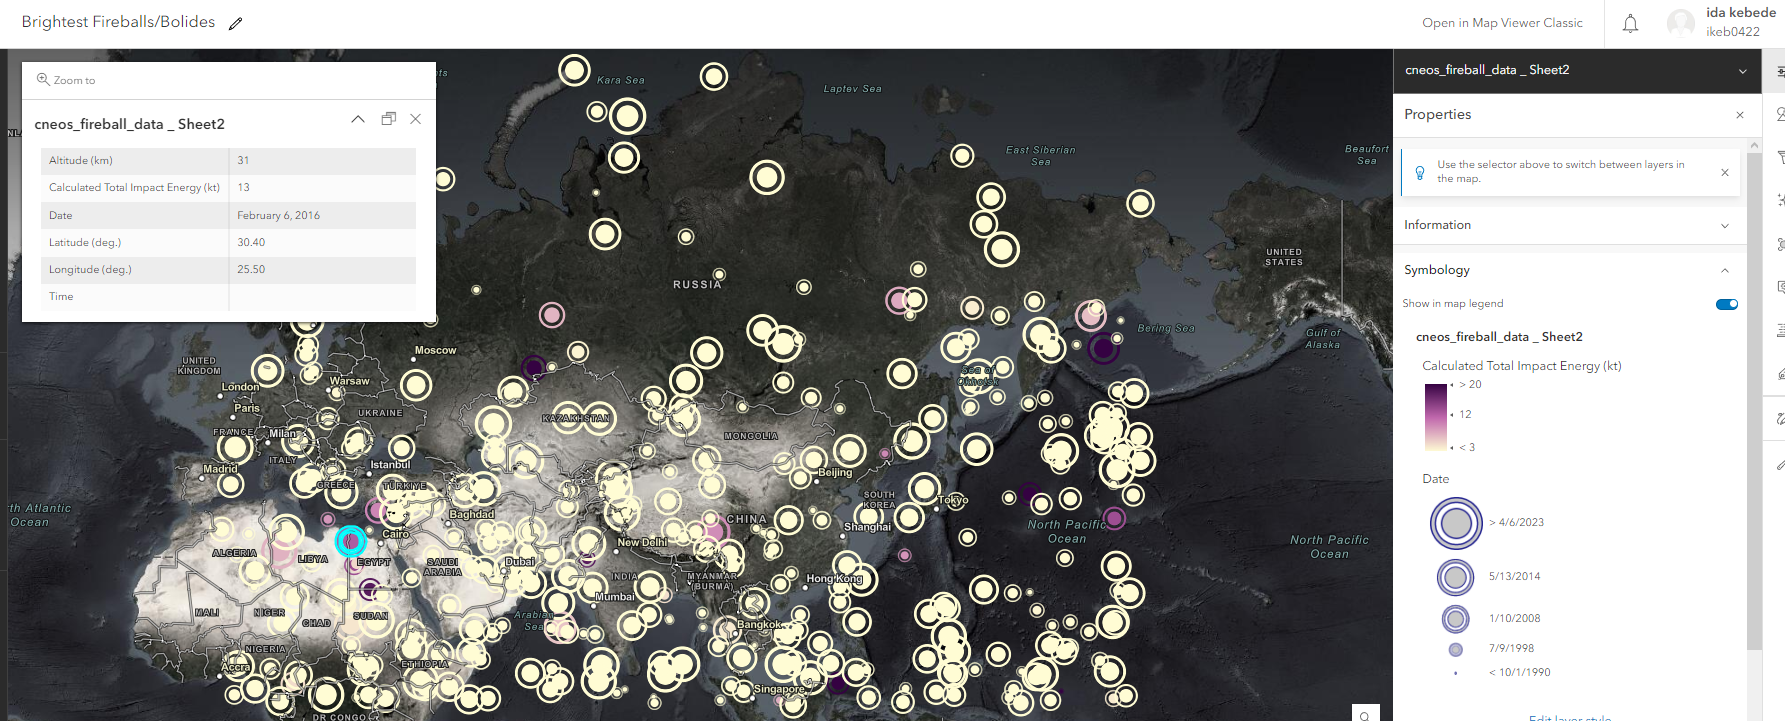 Brightest Fireballs/Bolides
Open in Map Viewer Classic
ida kebede
ikeb0422
Zoom to
cneos_fireball_data _ Sheet2
Altitude (km) 31
Calculated Total Impact Energy (kt) 13
Date February 6, 2016
Latitude (deg.) 30.40
Longitude (deg.) 25.50
Time
Kara Sea
Laptev Sea
East Siberian
Sea
Beaufort
Sea
UNITED
STATES
RUSSIA
Bering Sea
Gulf of
Alaska
Sea of
Okhotsk
UNITED
KINGDOM
Moscow
London
Warsaw
Paris
UKRAINE
KAZAKHSTAN
MONGOLIA
FRANCE
Milan
ITALY
Istanbul
Madrid
GREECE
TÜRKIYE
Beijing
SOUTH
KOREA
Tokyo
th Atlantic
Ocean
Baghdad
CHINA
Shanghai
North Pacific
Ocean
North Pacific
Ocean
Cairo
New Delhi
ALGERIA
LIBYA
EGYPT
SAUDI
ARABIA
Dubai
INDIA
MYANMAR
(BURMA)
Hong Kong
Mumbai
MALI
NIGER
CHAD
SUDAN
Arabian
Sea
Bangkok
NIGERIA
Accra
ETHIOPIA
Singapore
DR CONGO
cneos_fireball_data _ Sheet2
Properties
Use the selector above to switch between layers in
the map.
Information
Symbology
Show in map legend
cneos_fireball_data _ Sheet2
Calculated Total Impact Energy (kt)
> 20
12
< 3
Date
> 4/6/2023
5/13/2014
1/10/2008
7/9/1998
< 10/1/1990
Edit layer style